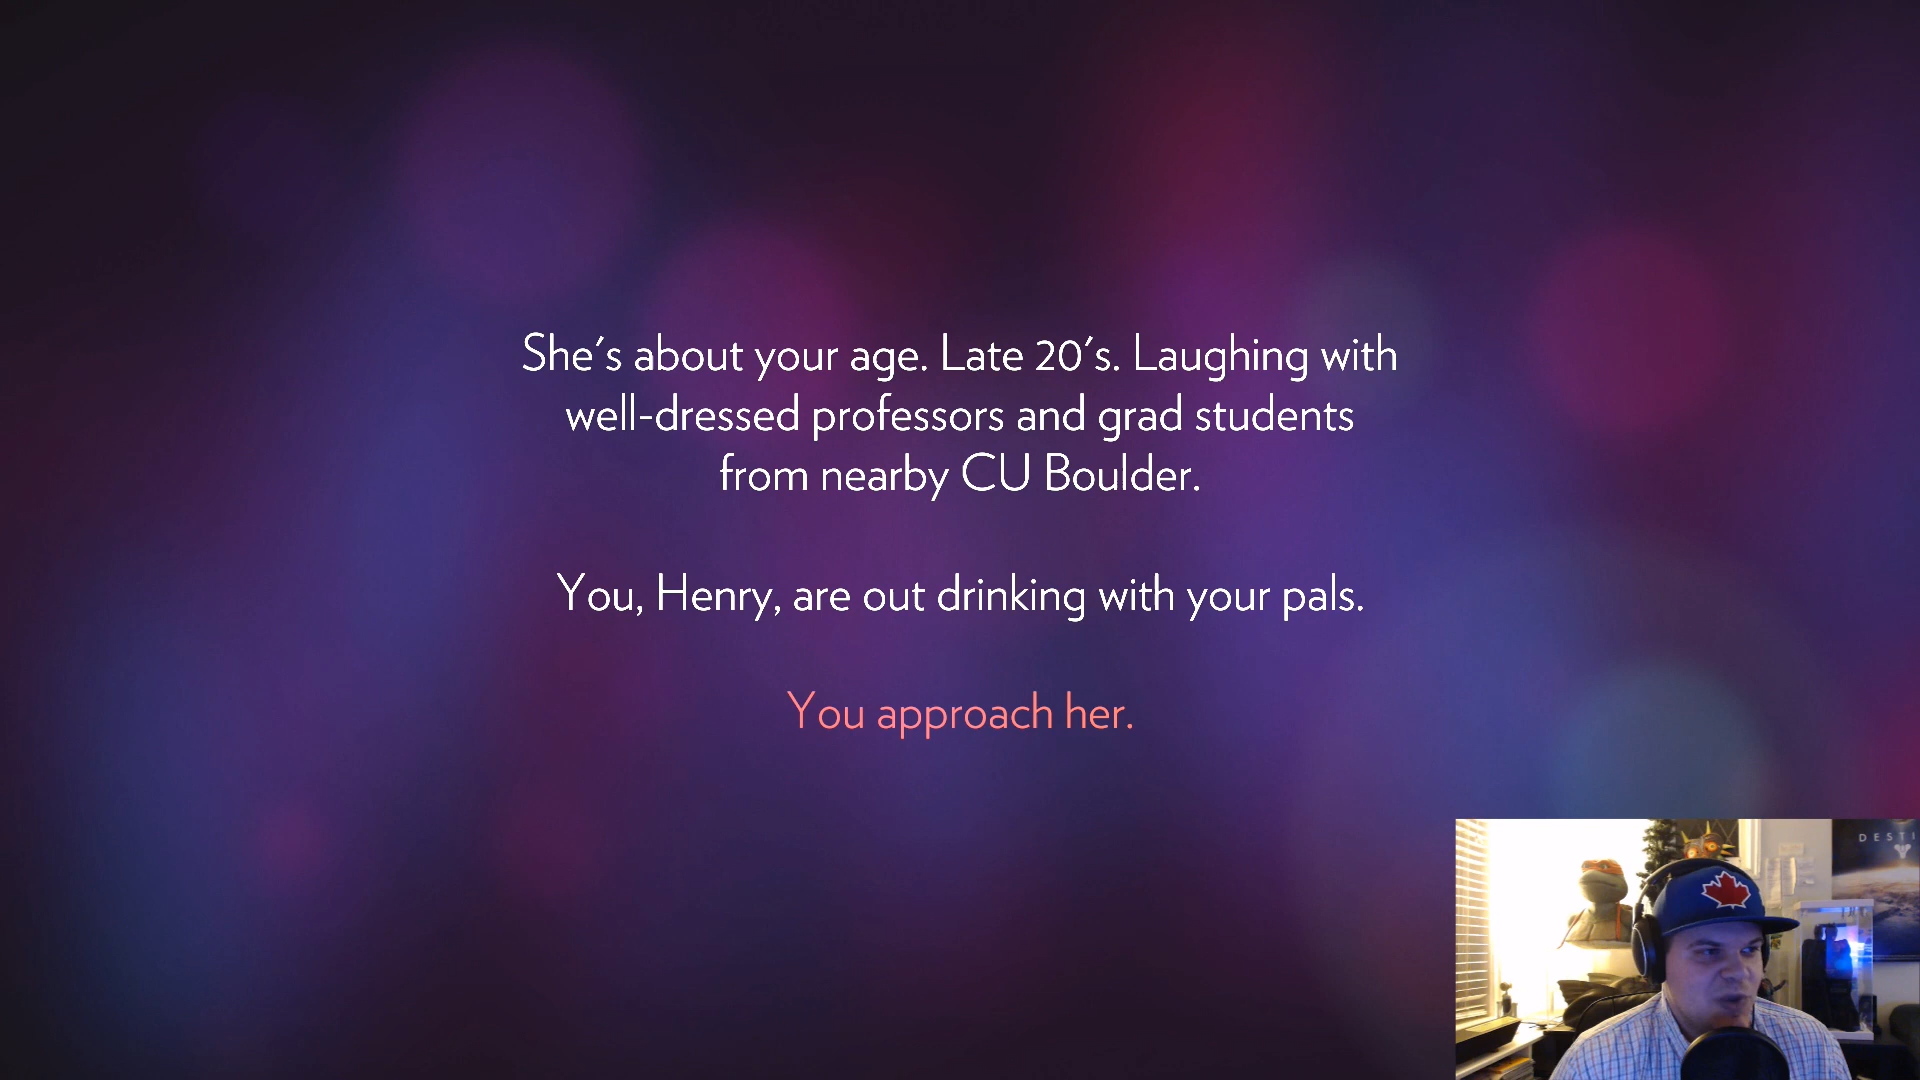 She's about your age. Late 20's. Laughing with
well-dressed professors and grad students
from nearby CU Boulder.
You, Henry, are out drinking with your pals.
You approach her.
DESTI